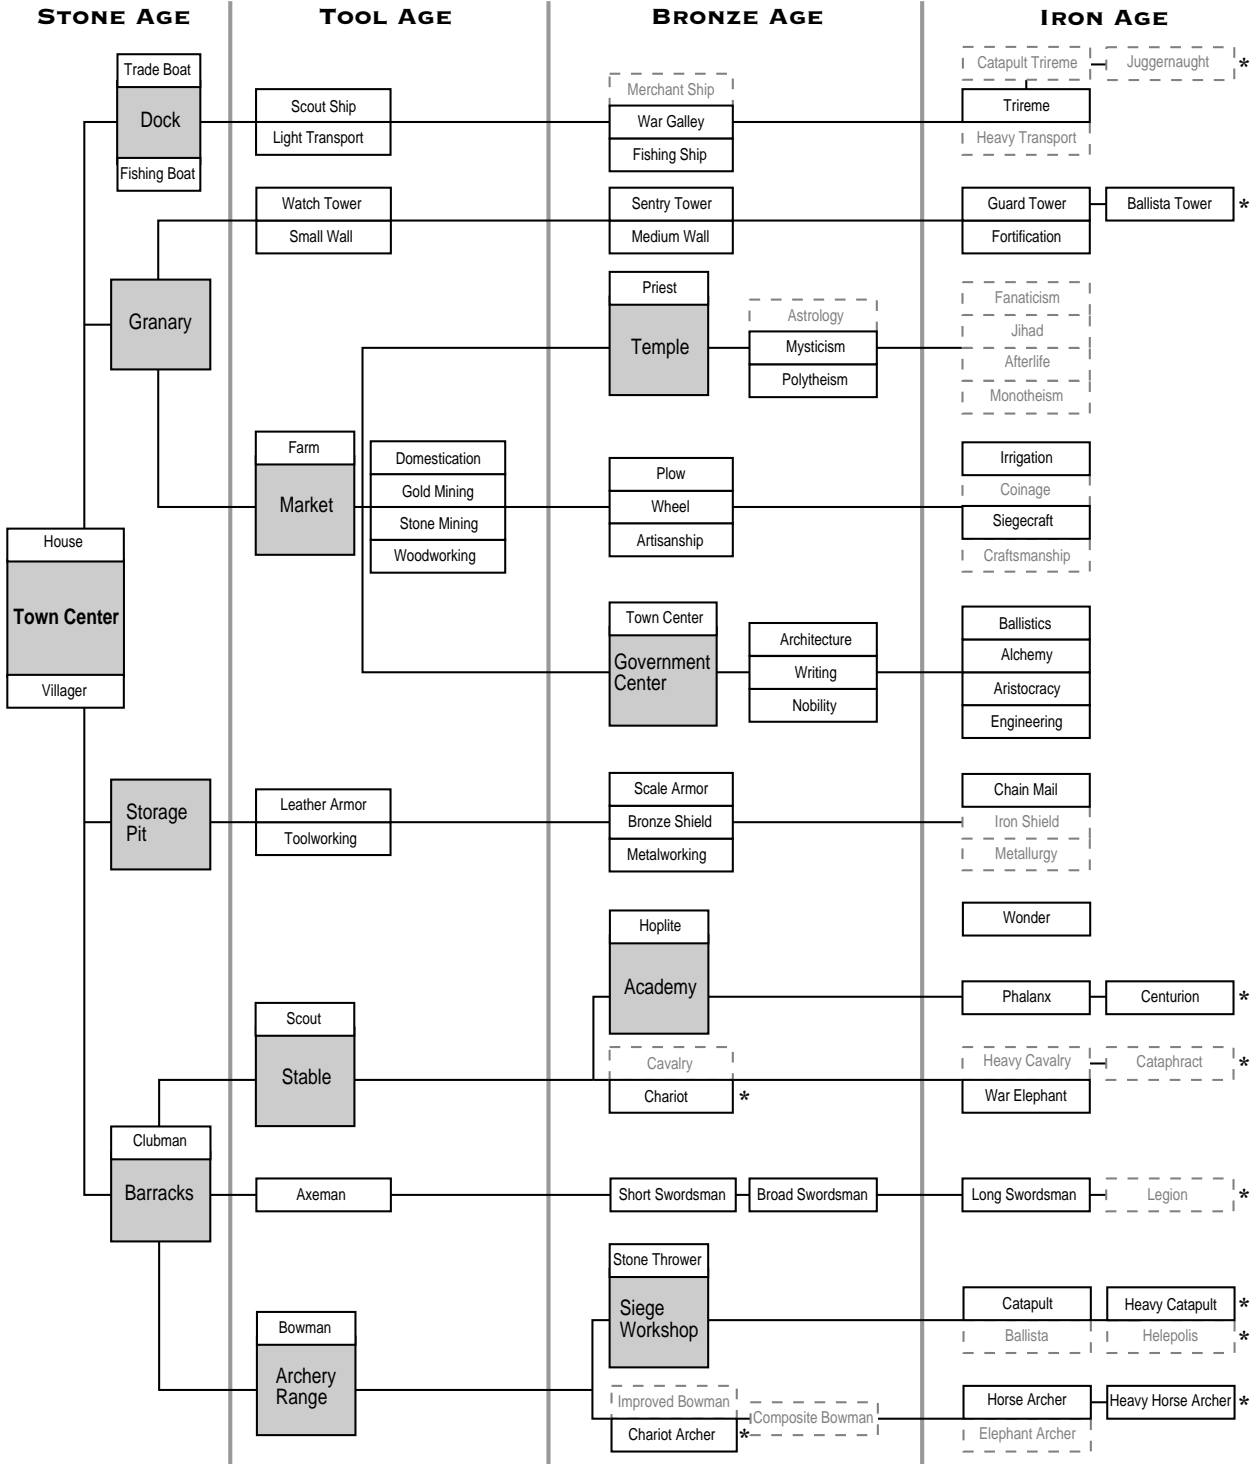 STONE AGE
TOOL AGE
BRONZE AGE
IRON AGE
Trade Boat
Dock
Fishing Boat
Scout Ship
Light Transport
Merchant Ship
War Galley
Fishing Ship
Catapult Trireme
Juggernaught *
Trireme
Heavy Transport
Granary
Watch Tower
Small Wall
Sentry Tower
Medium Wall
Guard Tower
Ballista Tower *
Fortification
Priest
Temple
Astrology
Mysticism
Polytheism
Fanaticism
Jihad
Afterlife
Monotheism
Farm
Market
Domestication
Gold Mining
Stone Mining
Woodworking
Plow
Wheel
Artisanship
Irrigation
Coinage
Siegecraft
Craftsmanship
House
Town Center
Villager
Town Center
Government
Center
Architecture
Writing
Nobility
Ballistics
Alchemy
Aristocracy
Engineering
Storage
Pit
Leather Armor
Toolworking
Scale Armor
Bronze Shield
Metalworking
Chain Mail
Iron Shield
Metallurgy
Wonder
Hoplite
Academy
Phalanx
Centurion *
Scout
Stable
Cavalry
Chariot *
Heavy Cavalry
Cataphract *
War Elephant
Clubman
Barracks
Axeman
Short Swordsman
Broad Swordsman
Long Swordsman
Legion *
Stone Thrower
Siege
Workshop
Catapult
Heavy Catapult *
Ballista
Helepolis *
Bowman
Archery
Range
Improved Bowman
Chariot Archer *
Composite Bowman
Horse Archer
Heavy Horse Archer *
Elephant Archer